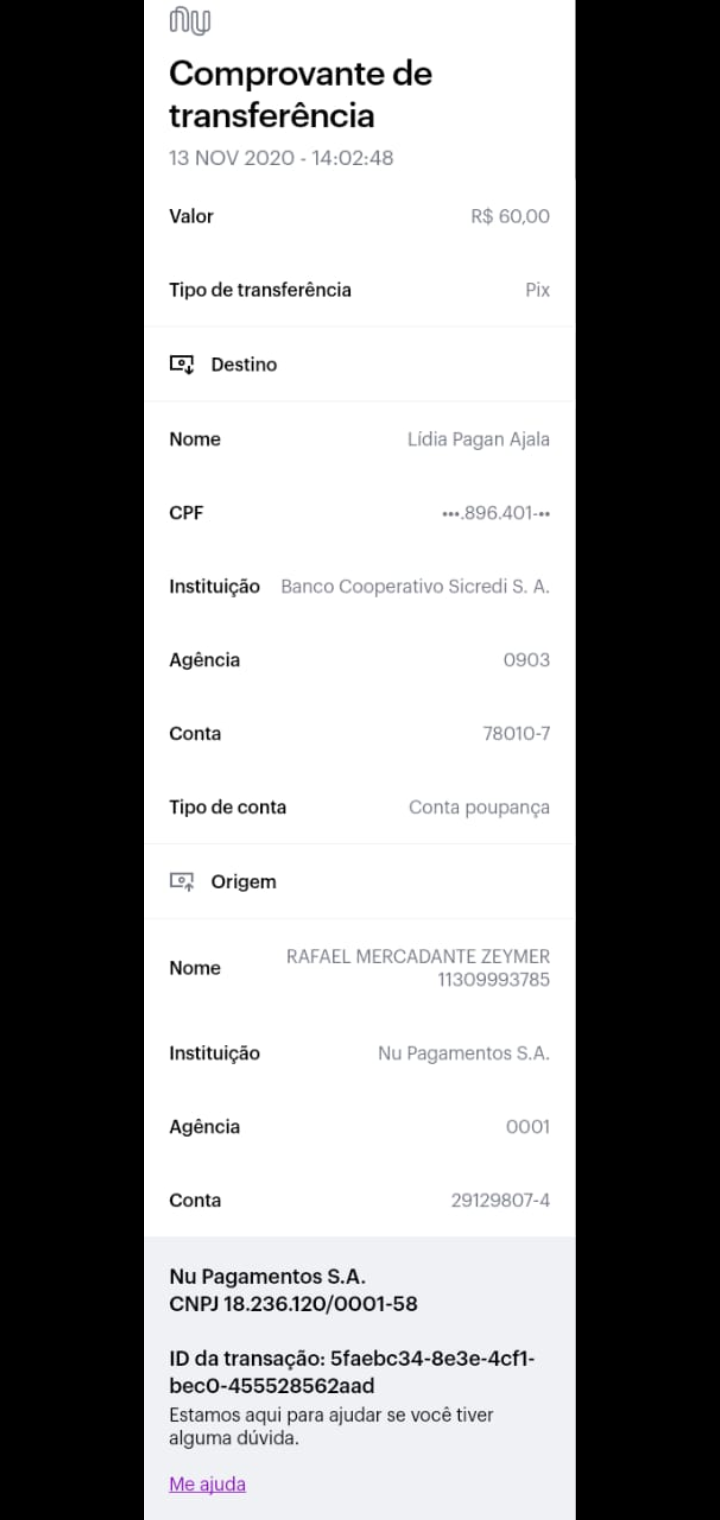 nu
Comprovante de
transferência
13 NOV 2020 - 14:02:48
Valor R$ 60,00
Tipo de transferência Pix
Destino
Nome Lídia Pagan Ajala
CPF •••.896.401-••
Instituição Banco Cooperativo Sicredi S. A.
Agência 0903
Conta 78010-7
Tipo de conta Conta poupança
Origem
Nome RAFAEL MERCADANTE ZEYMER
11309993785
Instituição Nu Pagamentos S.A.
Agência 0001
Conta 29129807-4
Nu Pagamentos S.A.
CNPJ 18.236.120/0001-58
ID da transação: 5faebc34-8e3e-4cf1-
bec0-455528562aad
Estamos aqui para ajudar se você tiver
alguma dúvida.
Me ajuda